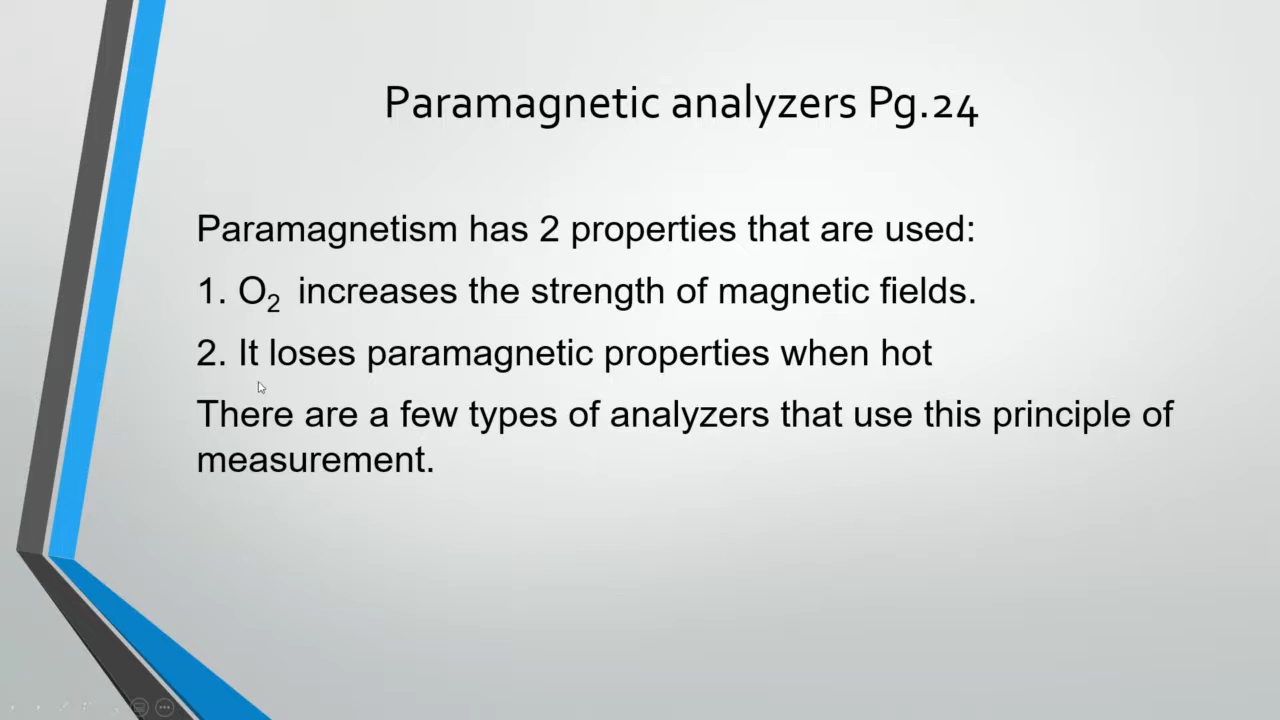 Paramagnetic analyzers Pg.24
Paramagnetism has 2 properties that are used:
1. O₂ increases the strength of magnetic fields.
2. It loses paramagnetic properties when hot
There are a few types of analyzers that use this principle of
measurement.